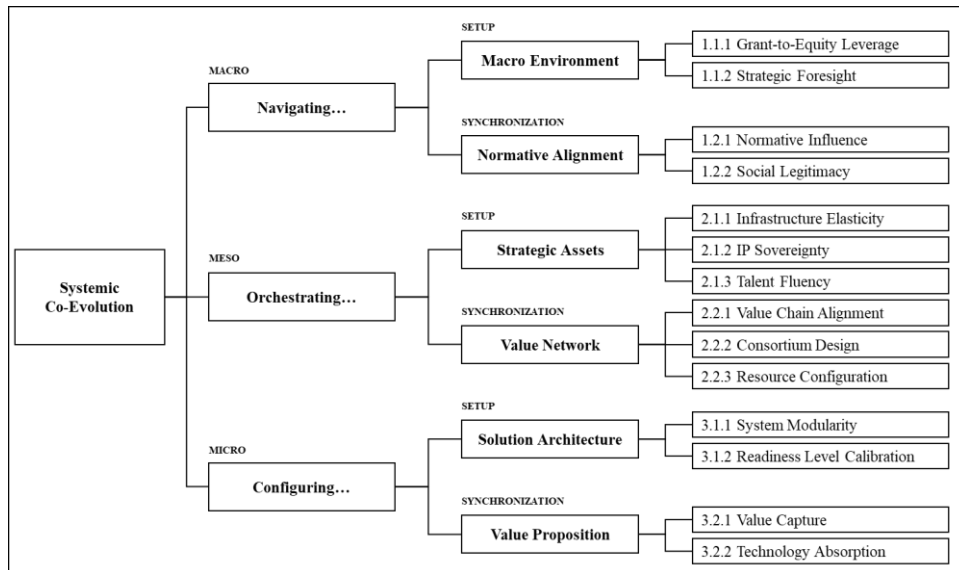 SETUP
Macro Environment
1.1.1 Grant-to-Equity Leverage
1.1.2 Strategic Foresight
MACRO
Navigating…
SYNCHRONIZATION
Normative Alignment
1.2.1 Normative Influence
1.2.2 Social Legitimacy
SETUP
Strategic Assets
2.1.1 Infrastructure Elasticity
2.1.2 IP Sovereignty
2.1.3 Talent Fluency
Systemic
Co-Evolution
MESO
Orchestrating…
SYNCHRONIZATION
Value Network
2.2.1 Value Chain Alignment
2.2.2 Consortium Design
2.2.3 Resource Configuration
SETUP
Solution Architecture
3.1.1 System Modularity
3.1.2 Readiness Level Calibration
MICRO
Configuring…
SYNCHRONIZATION
Value Proposition
3.2.1 Value Capture
3.2.2 Technology Absorption